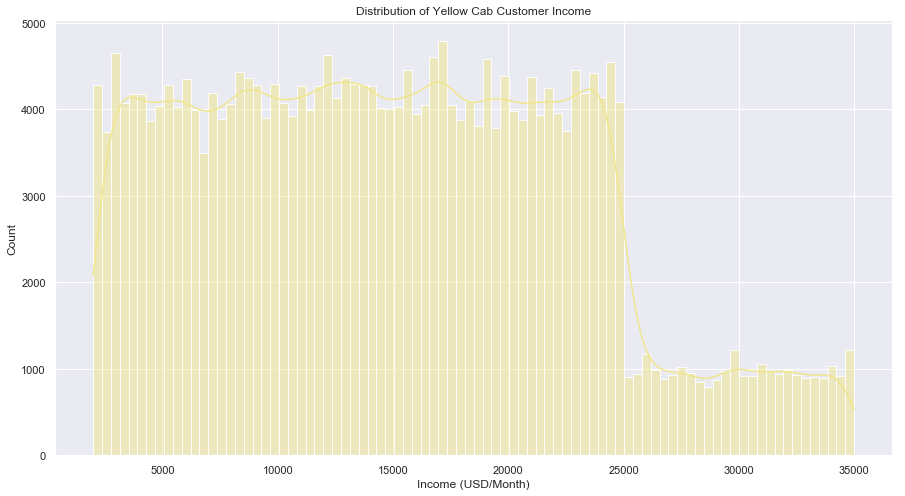 Distribution of Yellow Cab Customer Income
5000
4000
3000
2000
1000
0
Count
5000 10000 15000 20000 25000 30000 35000
Income (USD/Month)